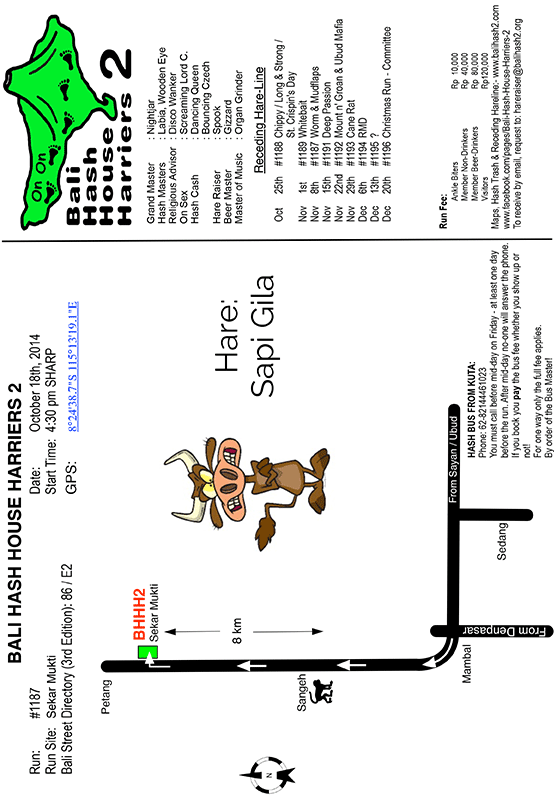 BALI HASH HOUSE HARRIERS 2
Run: #1187
Run Site: Sekar Mukti
Bali Street Directory (3rd Edition): 86 / E2
Date: October 18th, 2014
Start Time: 4:30 pm SHARP
GPS: 8°24'38.7"S 115°13'19.1"E
N
Petang
BHHH2
Sekar Mukti
8 km
Sangeh
Mambal
From Denpasar
From Sayan / Ubud
Sedang
Hare:
Sapi Gila
HASH BUS FROM KUTA:
Phone: 62-82144461023
You must call before mid-day on Friday - at least one day
before the run. After mid-day no-one will answer the phone.
If you book you pay the bus fee whether you show up or
not!
For one way only the full fee applies.
By order of the Bus Master!
On On
Bali
Hash
House
Harriers 2
Grand Master : Nightjar
Hash Masters : Labia, Wooden Eye
Religious Advisor : Disco Wanker
On Sex : Screaming Lord C.
Hash Cash : Dancing Queen
: Bouncing Czech
Hare Raiser : Spook
Beer Master : Gizzard
Master of Music : Organ Grinder
Receding Hare-Line
Oct 25th #1188 Chippy / Long & Strong /
St. Crispin's Day
Nov 1st #1189 Whitebait
Nov 8th #1187 Worm & Mudflaps
Nov 15th #1191 Deep Passion
Nov 22nd #1192 Mount n' Groan & Ubud Mafia
Nov 29th #1193 Cane Rat
Dec 6th #1194 RMD
Dec 13th #1195 ?
Dec 20th #1196 Christmas Run - Committee
Run Fee:
Ankle Biters Rp 10,000
Member Non-Drinkers Rp 40,000
Member Beer-Drinkers Rp 80,000
Visitors Rp120,000
Maps, Hash Trash & Receding Hareline:- www.balihash2.com
www.facebook.com/pages/Bali-Hash-House-Harriers-2
To receive by email, request to: hareraiser@balihash2.org